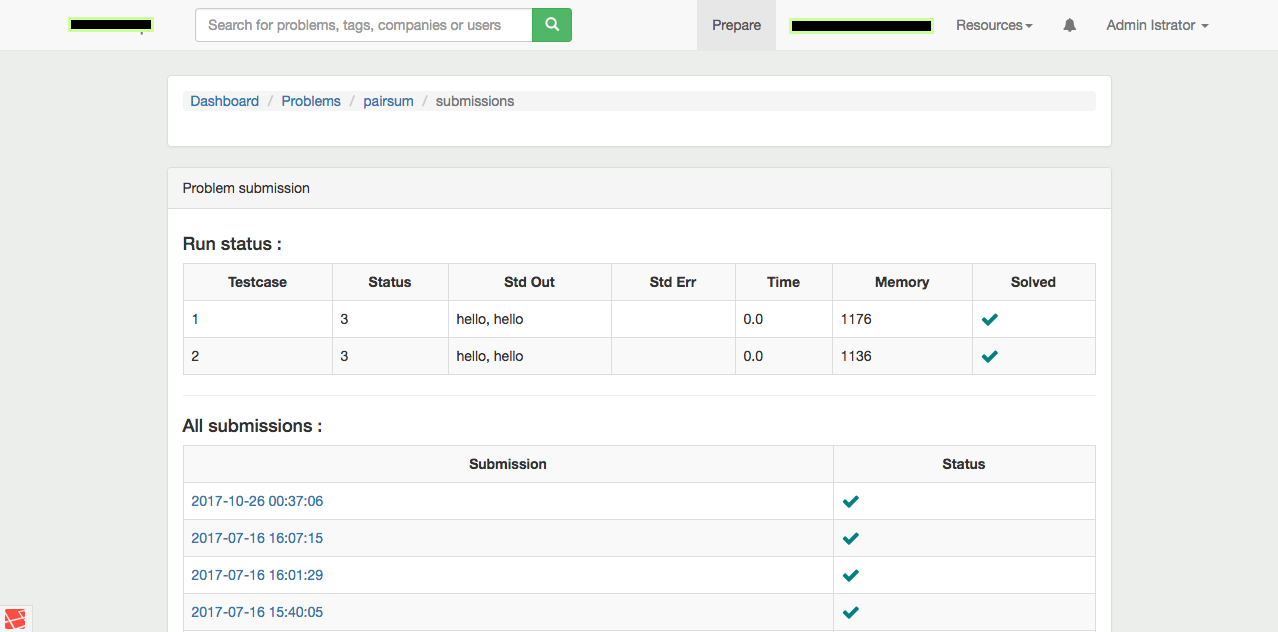 Search for problems, tags, companies or users Prepare Resources Admin Istrator
Dashboard / Problems / pairsum / submissions
Problem submission
Run status :
Testcase Status Std Out Std Err Time Memory Solved
1 3 hello, hello 0.0 1176
2 3 hello, hello 0.0 1136
All submissions :
Submission Status
2017-10-26 00:37:06
2017-07-16 16:07:15
2017-07-16 16:01:29
2017-07-16 15:40:05